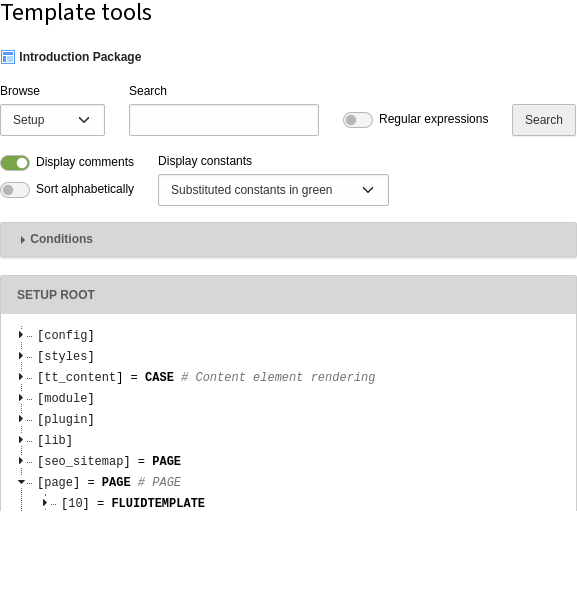 Template tools
Introduction Package
Browse Search
Setup Regular expressions Search
Display comments Display constants
Sort alphabetically Substituted constants in green
Conditions
SETUP ROOT
[config]
[styles]
[tt_content] = CASE # Content element rendering
[module]
[plugin]
[lib]
[seo_sitemap] = PAGE
[page] = PAGE # PAGE
[10] = FLUIDTEMPLATE